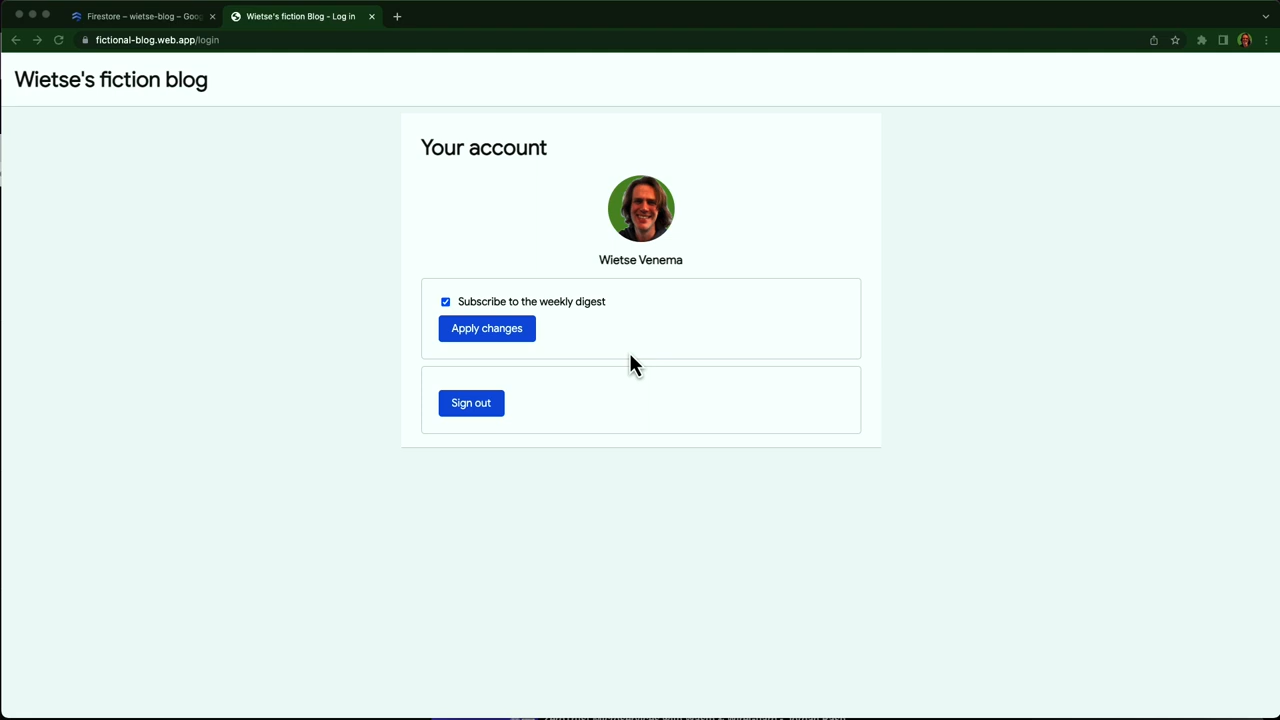 Firestore – wietse-blog – Goo
Wietse's fiction Blog - Log in
fictional-blog.web.app/login
Wietse's fiction blog
Your account
Wietse Venema
Subscribe to the weekly digest
Apply changes
Sign out